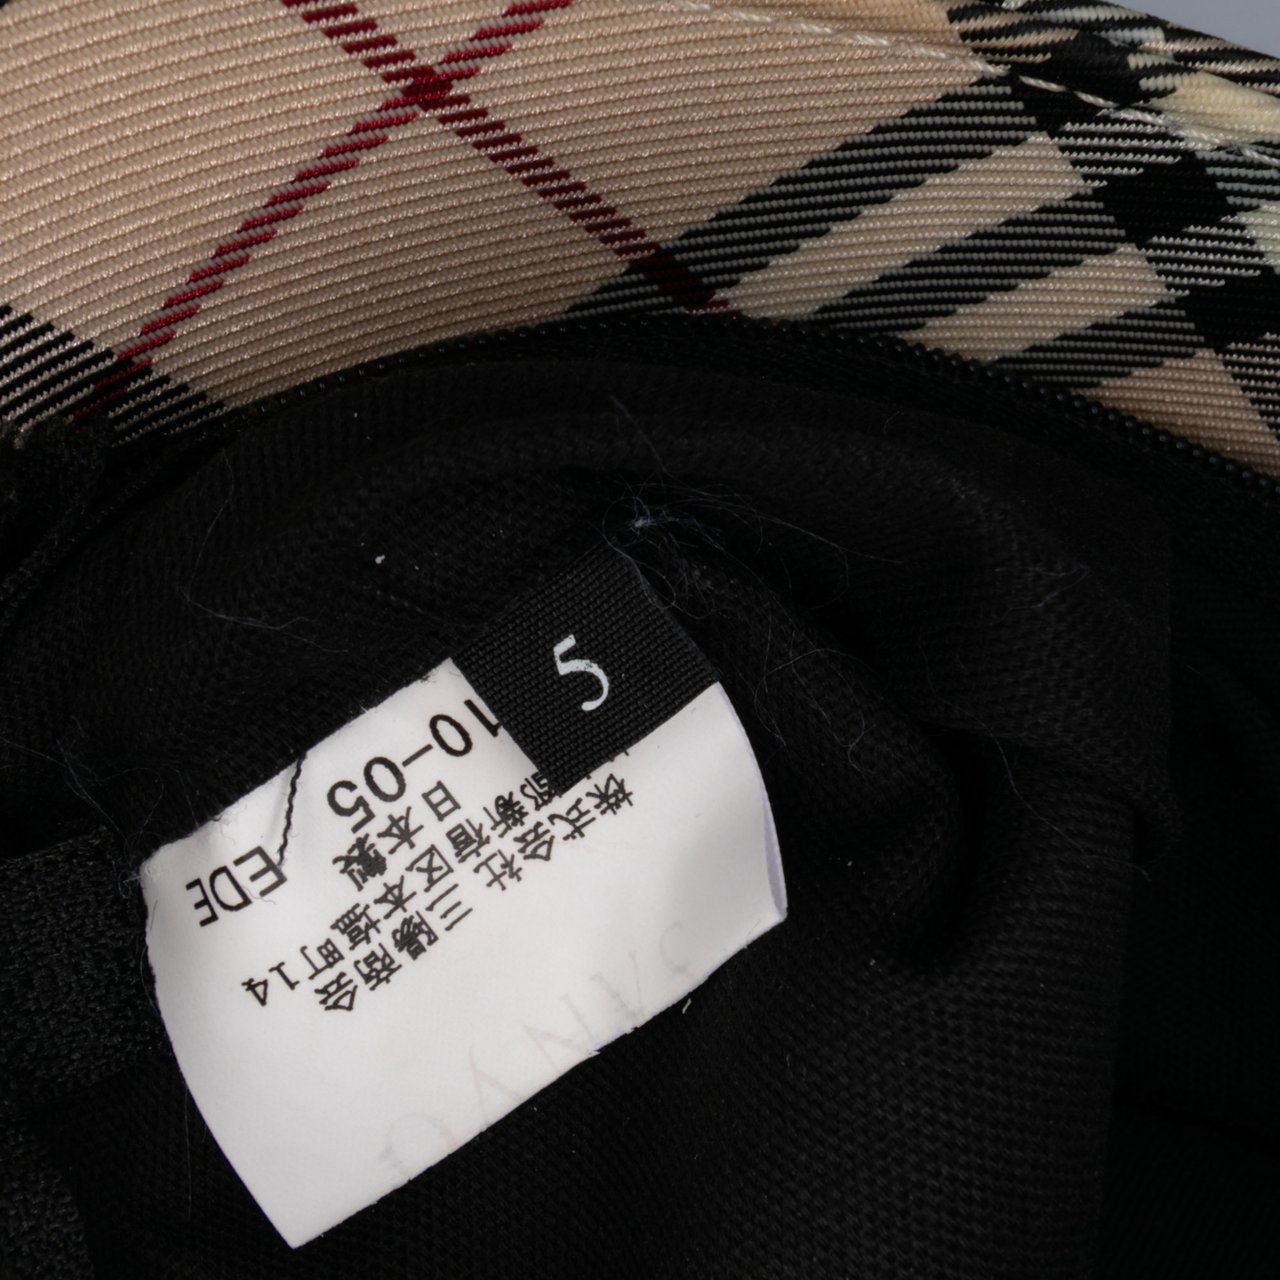 5
株式会社 三陽商会
都新宿区本塩町14
日本製
10-05 EDE